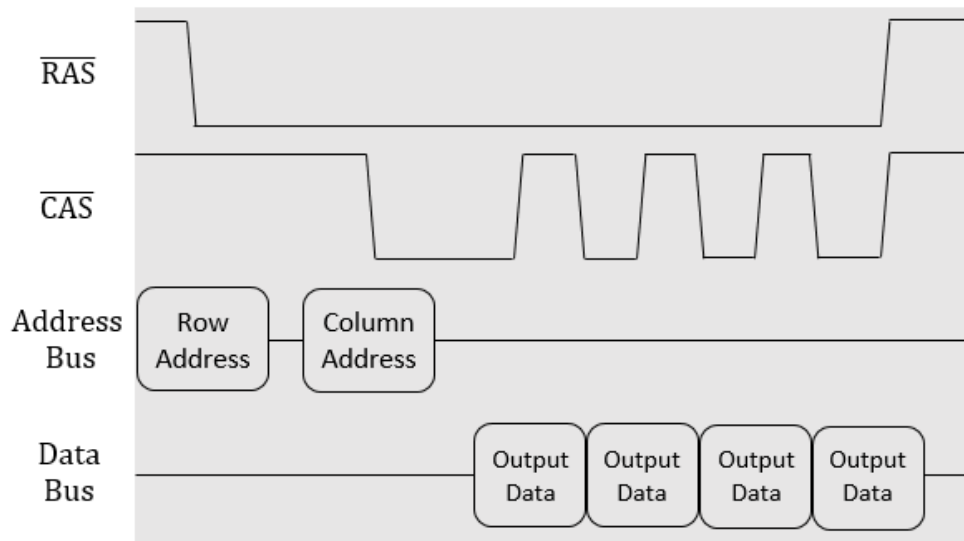 RAS
CAS
Address
Bus
Row
Address
Column
Address
Data
Bus
Output
Data
Output
Data
Output
Data
Output
Data